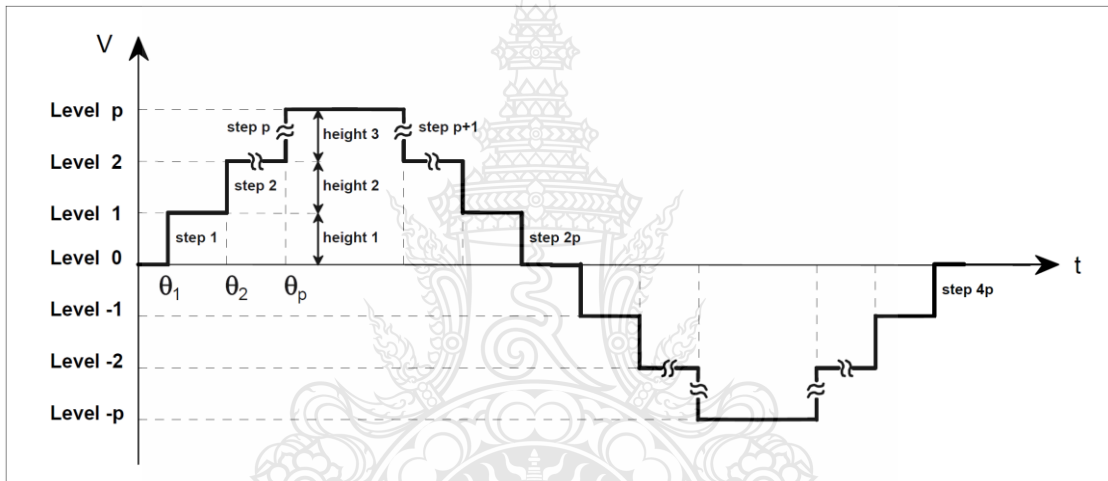 V
Level p
step p
height 3
step p+1
Level 2
step 2
height 2
Level 1
step 1
height 1
step 2p
Level 0
t
θ1
θ2
θp
step 4p
Level -1
Level -2
Level -p